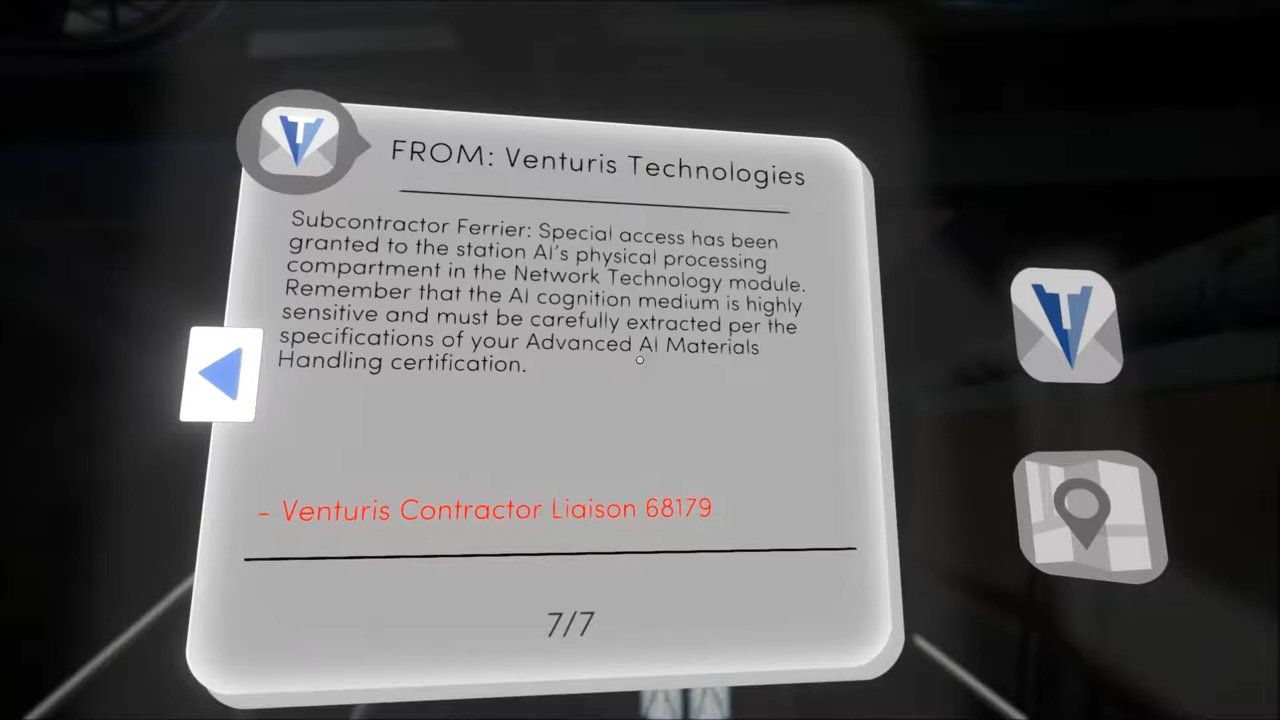 FROM: Venturis Technologies
Subcontractor Ferrier: Special access has been
granted to the station AI's physical processing
compartment in the Network Technology module.
Remember that the AI cognition medium is highly
sensitive and must be carefully extracted per the
specifications of your Advanced AI Materials
Handling certification.
- Venturis Contractor Liaison 68179
7/7